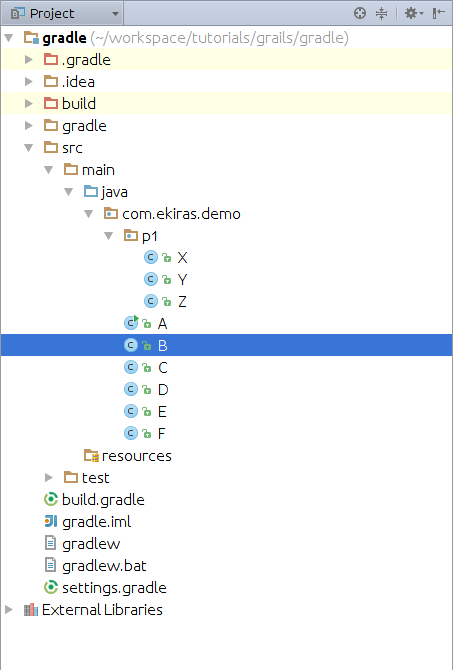 Project
gradle (~/workspace/tutorials/grails/gradle)
.gradle
.idea
build
gradle
src
main
java
com.ekiras.demo
p1
X
Y
Z
A
B
C
D
E
F
resources
test
build.gradle
gradle.iml
gradlew
gradlew.bat
settings.gradle
External Libraries